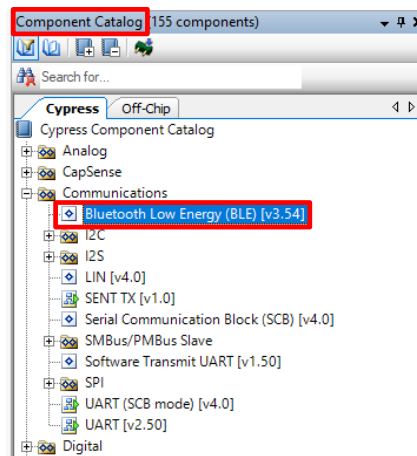 Component Catalog (155 components)
Search for...
Cypress Off-Chip
Cypress Component Catalog
Analog
CapSense
Communications
Bluetooth Low Energy (BLE) [v3.54]
I2C
I2S
LIN [v4.0]
SENT TX [v1.0]
Serial Communication Block (SCB) [v4.0]
SMBus/PMBus Slave
Software Transmit UART [v1.50]
SPI
UART (SCB mode) [v4.0]
UART [v2.50]
Digital